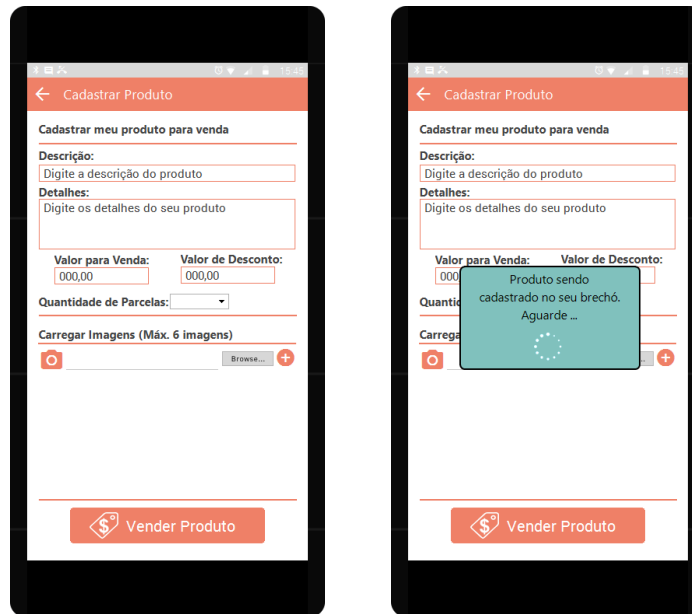 15:45
Cadastrar Produto
Cadastrar meu produto para venda
Descrição:
Digite a descrição do produto
Detalhes:
Digite os detalhes do seu produto
Valor para Venda: Valor de Desconto:
000,00 000,00
Quantidade de Parcelas:
Carregar Imagens (Máx. 6 imagens)
Browse...
$ Vender Produto
15:45
Cadastrar Produto
Cadastrar meu produto para venda
Descrição:
Digite a descrição do produto
Detalhes:
Digite os detalhes do seu produto
Valor para Venda: Valor de Desconto:
000
Produto sendo
cadastrado no seu brechó.
Aguarde ...
Quantid
Carrega
$ Vender Produto